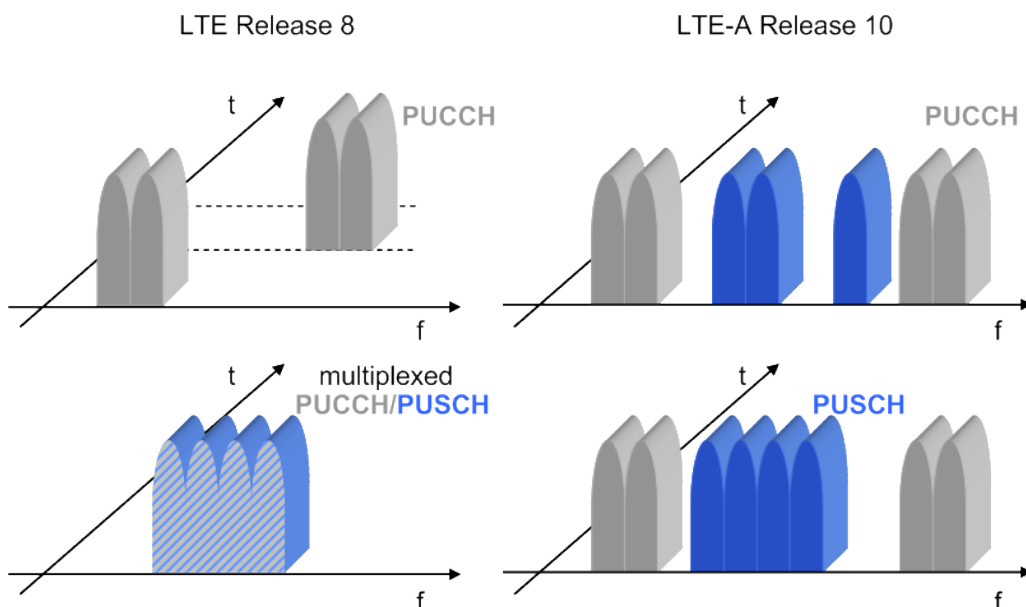 LTE Release 8
LTE-A Release 10
t
PUCCH
f
t
PUCCH
f
t
multiplexed
PUCCH/PUSCH
f
t
PUSCH
f